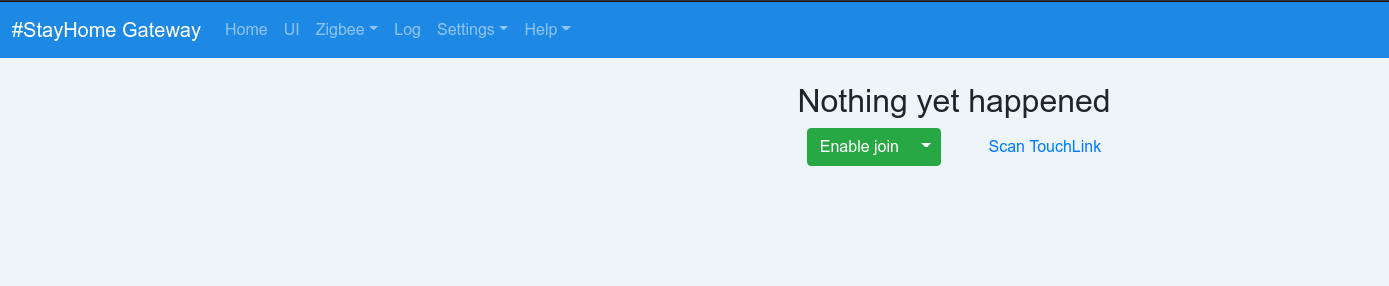 #StayHome Gateway Home UI Zigbee Log Settings Help
Nothing yet happened
Enable join Scan TouchLink